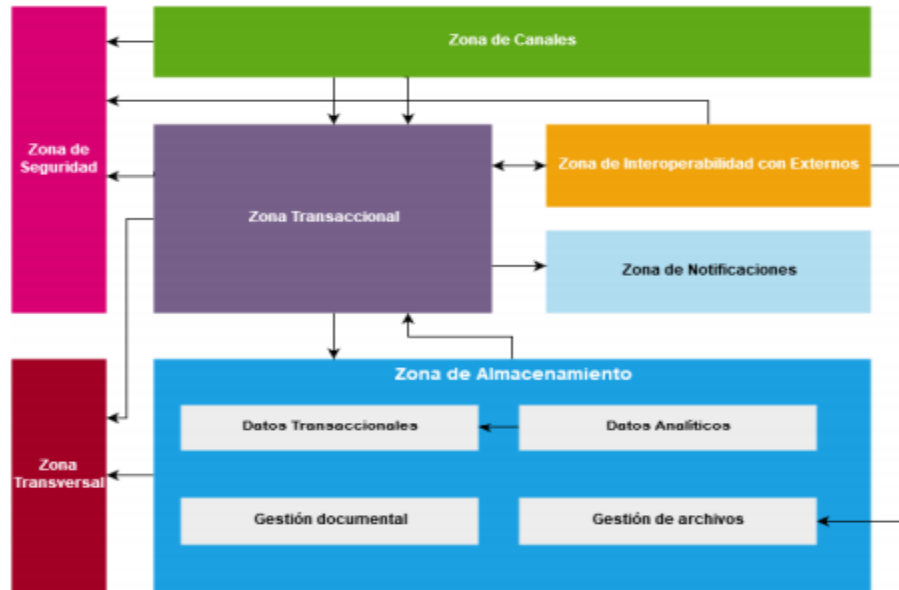 Zona de Canales
Zona de
Seguridad
Zona de Interoperabilidad con Externos
Zona Transaccional
Zona de Notificaciones
Zona de Almacenamiento
Datos Transaccionales
Datos Analíticos
Zona
Transversal
Gestión documental
Gestión de archivos